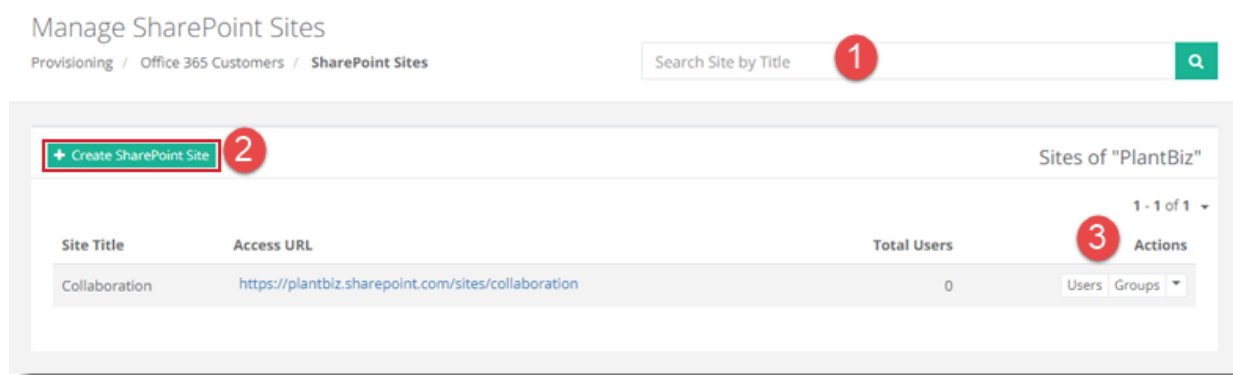 Manage SharePoint Sites
Provisioning / Office 365 Customers / SharePoint Sites
Search Site by Title
1
+ Create SharePoint Site
2
Sites of "PlantBiz"
1 - 1 of 1
3
Site Title Access URL Total Users Actions
Collaboration https://plantbiz.sharepoint.com/sites/collaboration 0 Users Groups